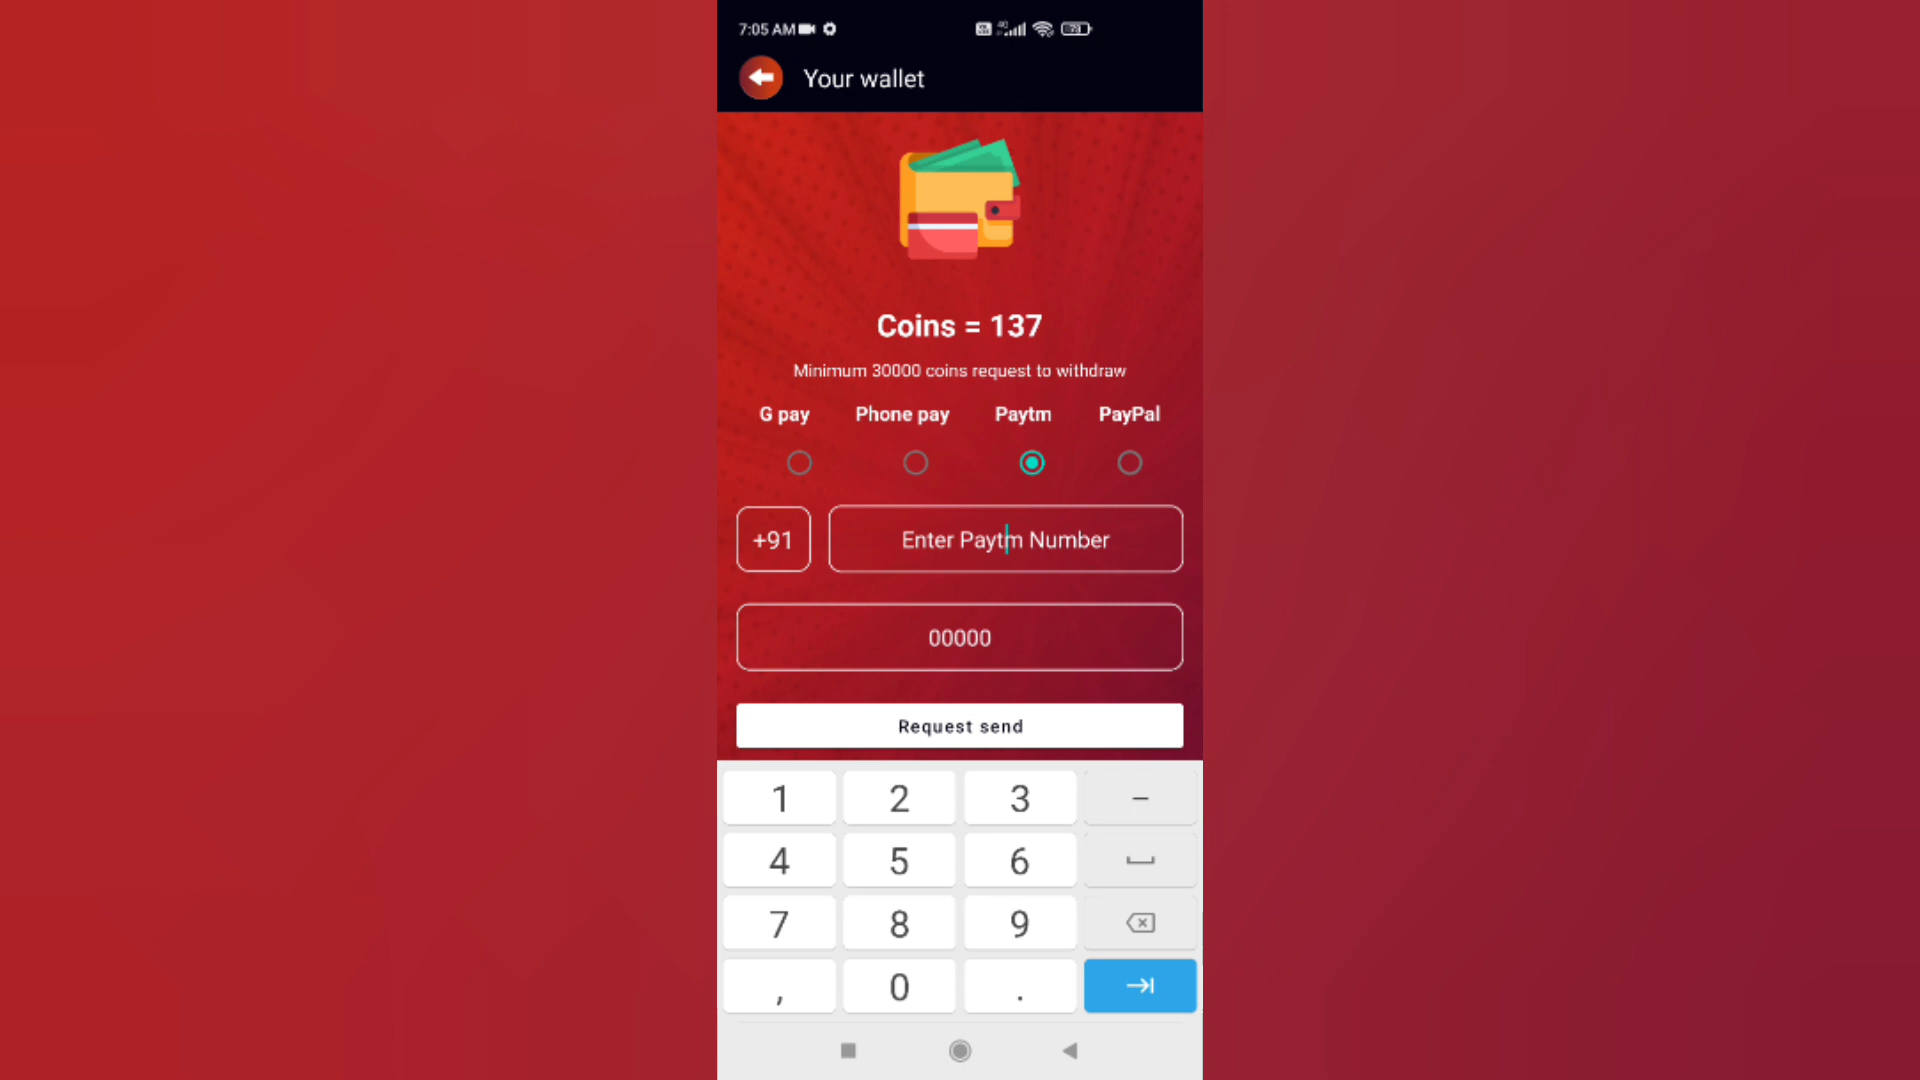 7:05 AM
Your wallet
Coins = 137
Minimum 30000 coins request to withdraw
G pay Phone pay Paytm PayPal
+91 Enter Paytm Number
00000
Request send
1 2 3 –
4 5 6
7 8 9
, 0 .